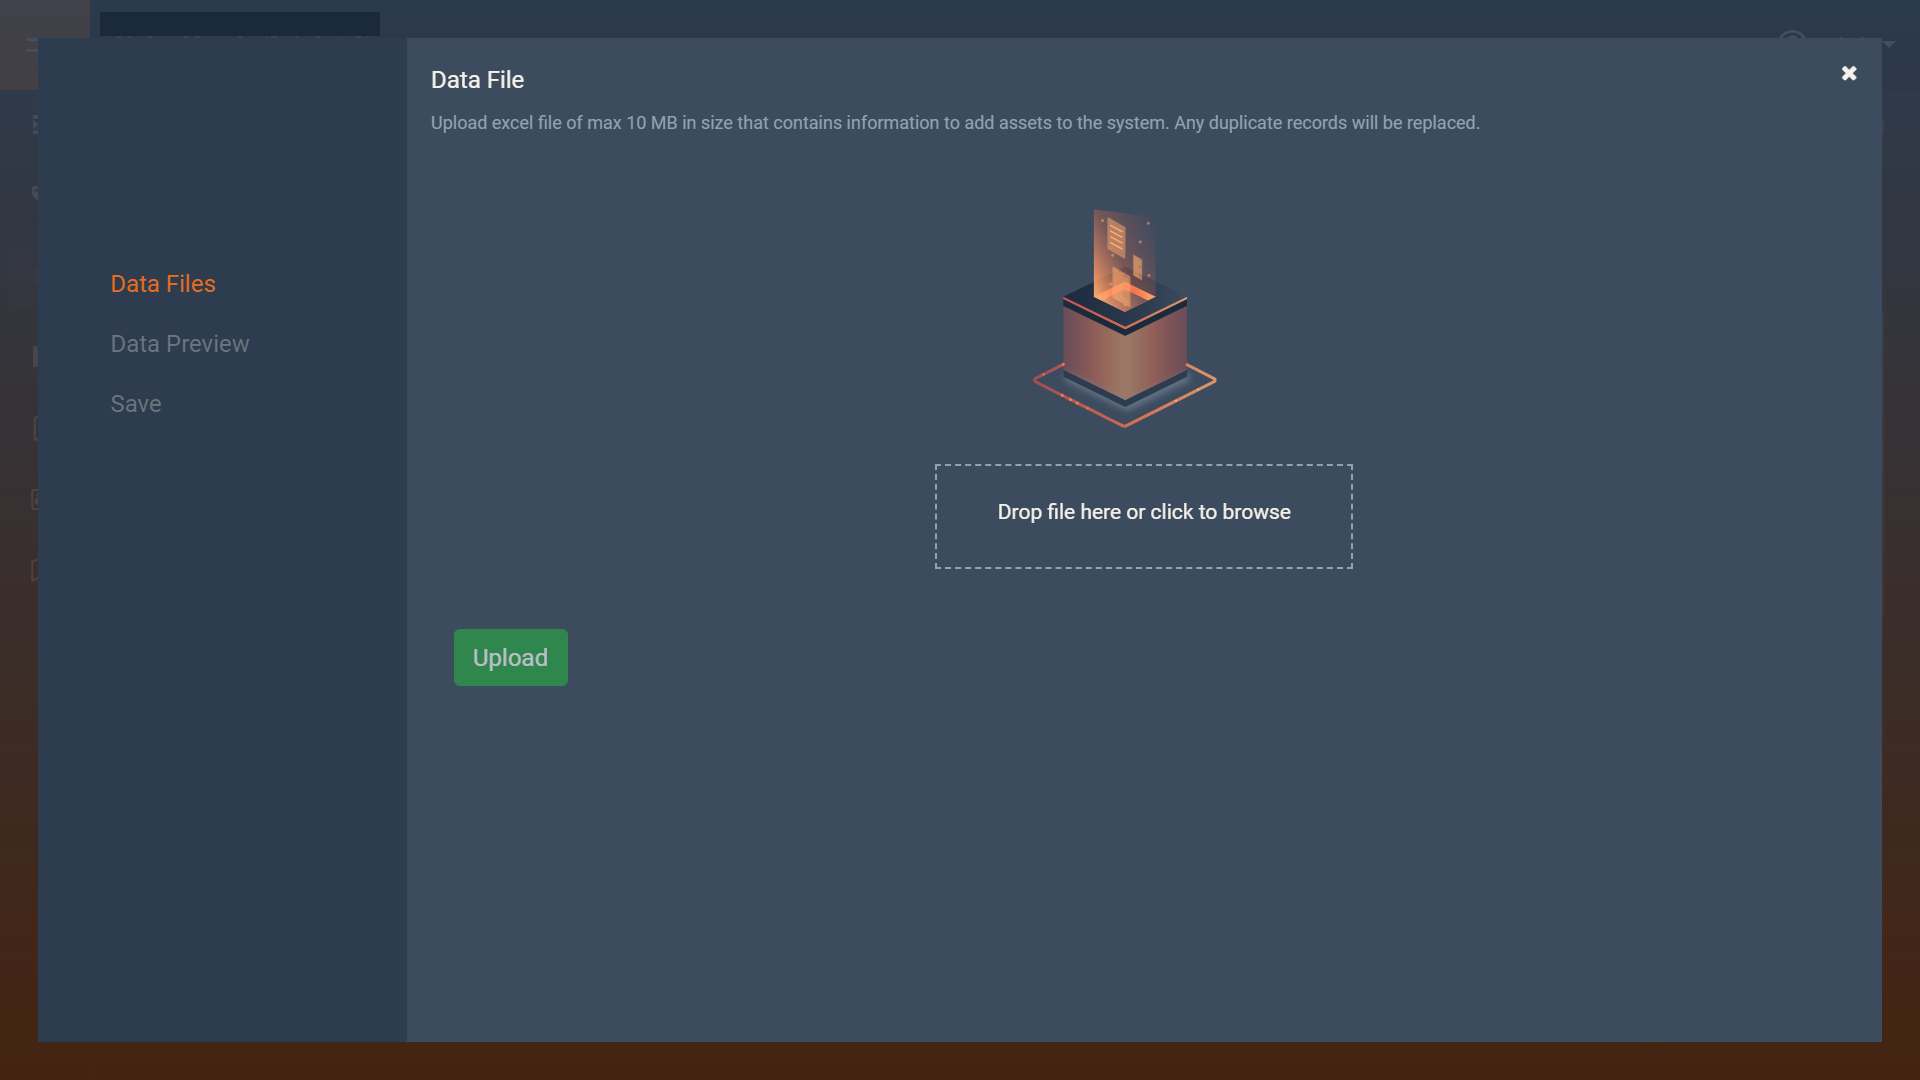 Data File
Upload excel file of max 10 MB in size that contains information to add assets to the system. Any duplicate records will be replaced.
Data Files
Data Preview
Save
Drop file here or click to browse
Upload